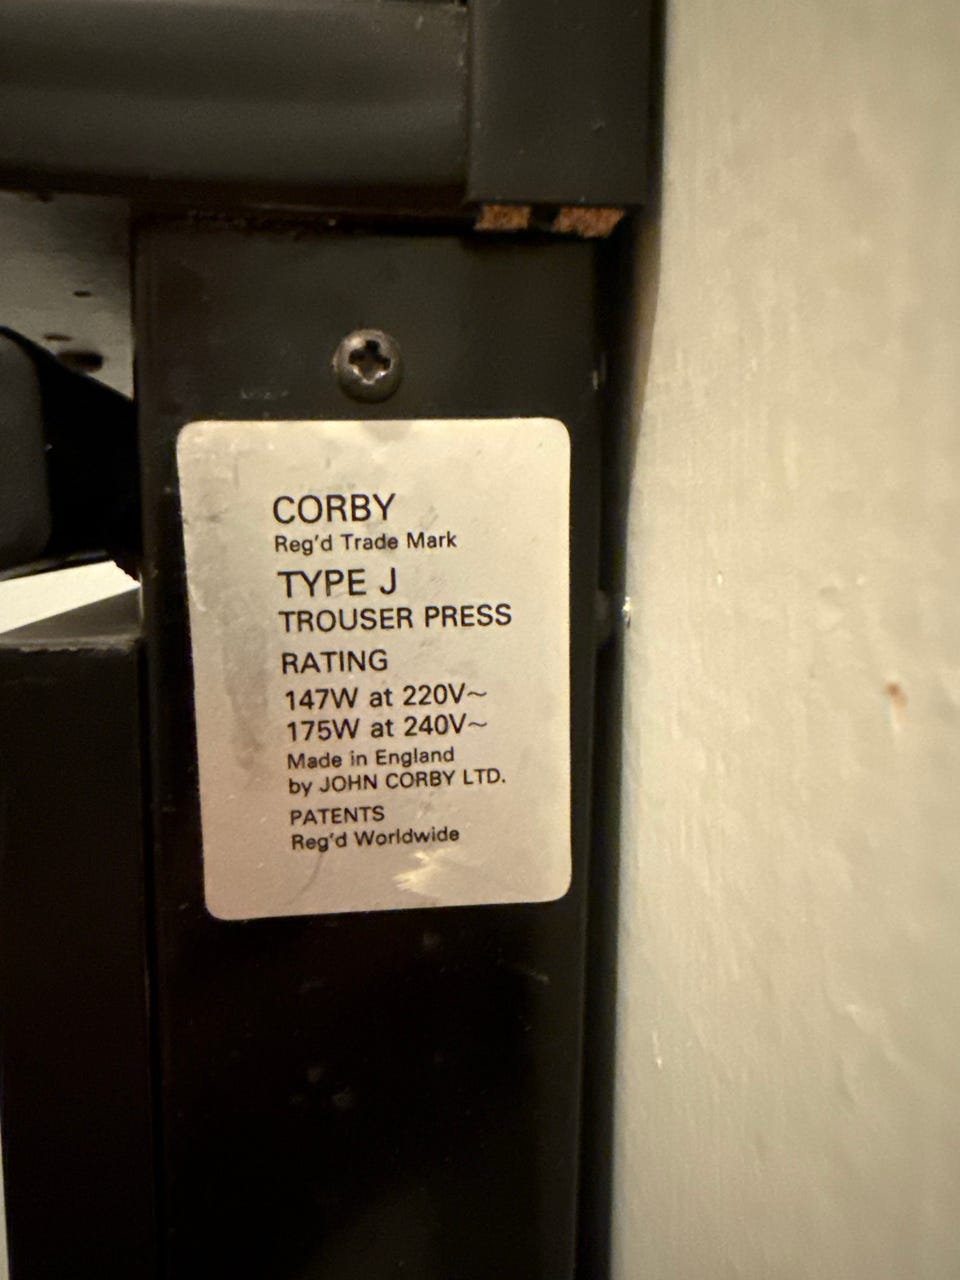 CORBY
Reg'd Trade Mark
TYPE J
TROUSER PRESS
RATING
147W at 220V~
175W at 240V~
Made in England
by JOHN CORBY LTD.
PATENTS
Reg'd Worldwide